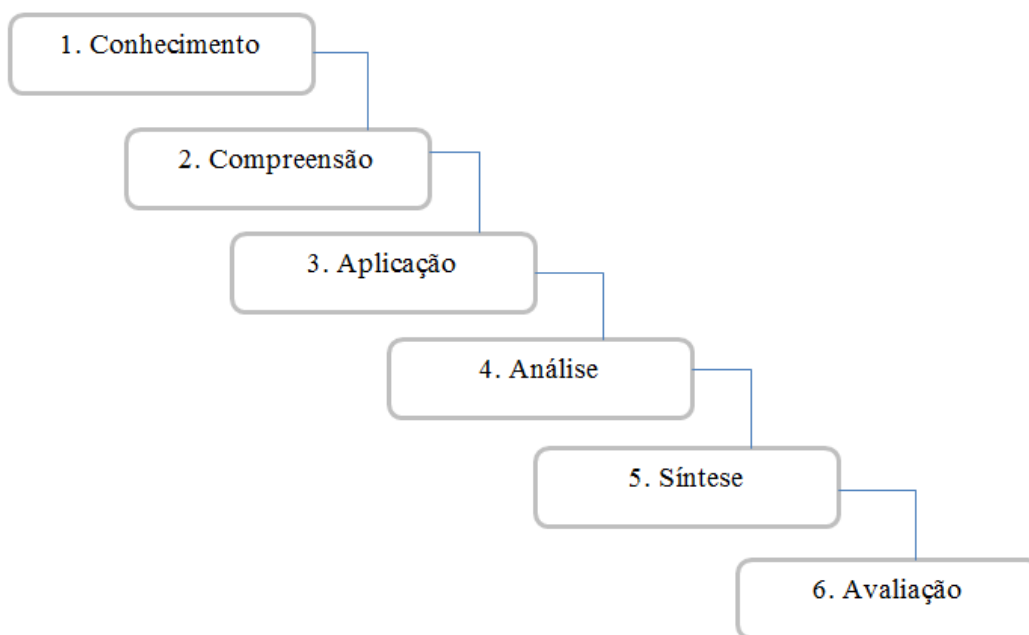 1. Conhecimento
2. Compreensão
3. Aplicação
4. Análise
5. Síntese
6. Avaliação